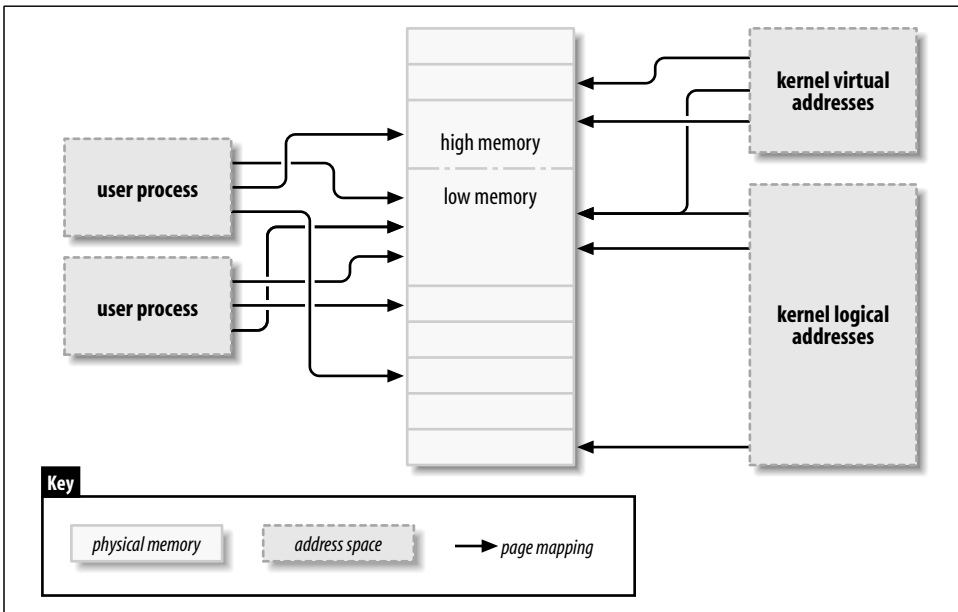 kernel virtual
addresses
high memory
low memory
user process
user process
kernel logical
addresses
Key
physical memory
address space
page mapping